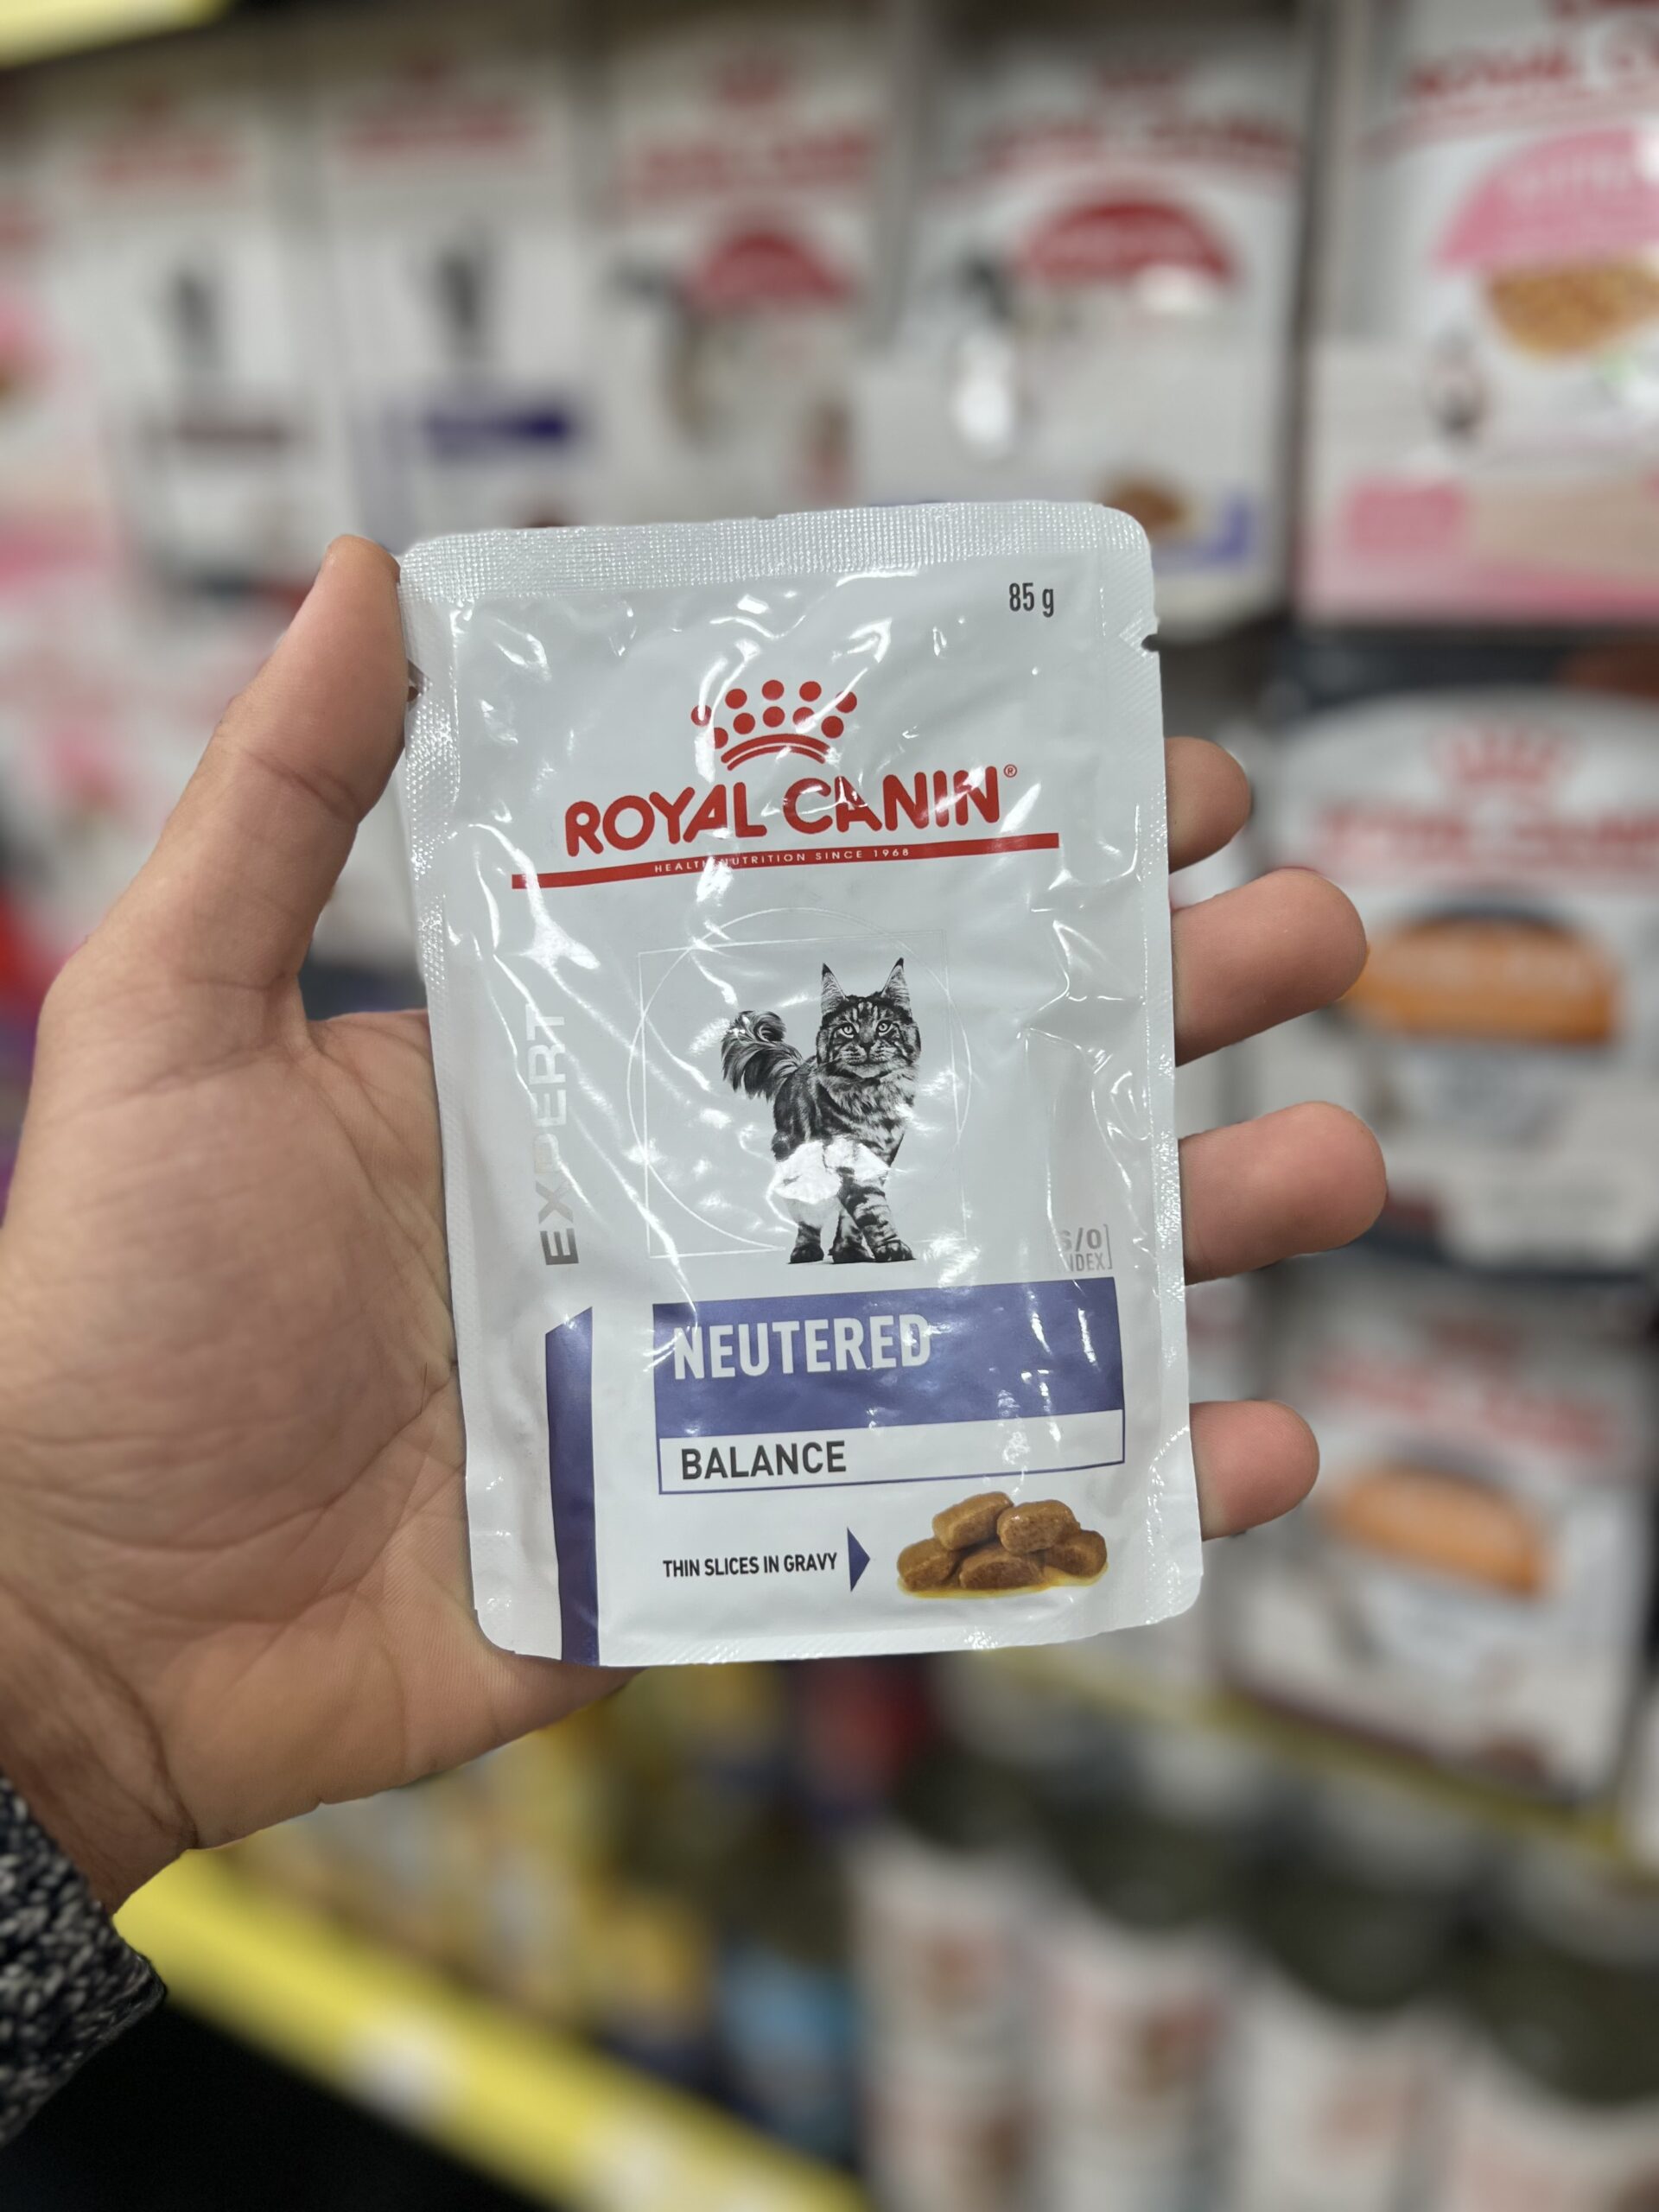 85 g
ROYAL CANIN®
HEALTH NUTRITION SINCE 1968
EXPERT
S/O
INDEX
NEUTERED
BALANCE
THIN SLICES IN GRAVY